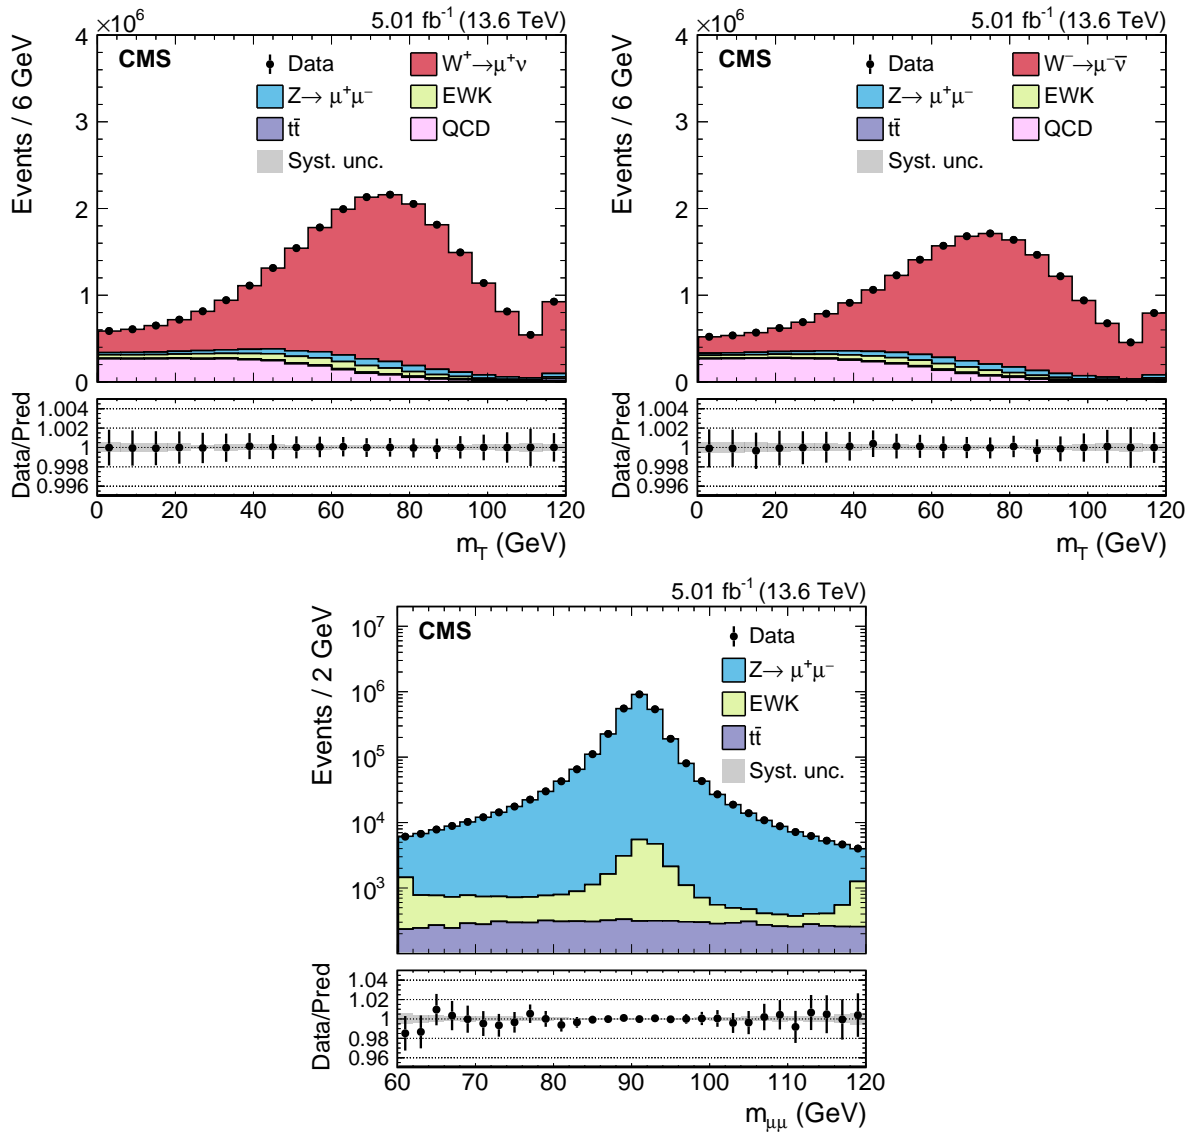 ×10⁶ 5.01 fb⁻¹ (13.6 TeV)
CMS
Data W⁺→μ⁺ν
Z→ μ⁺μ⁻ EWK
tt̄ QCD
Syst. unc.
Events / 6 GeV
4
3
2
1
0
Data/Pred
1.004
1.002
1
0.998
0.996
0 20 40 60 80 100 120
m_T (GeV)
×10⁶ 5.01 fb⁻¹ (13.6 TeV)
CMS
Data W⁻→μ⁻ν̄
Z→ μ⁺μ⁻ EWK
tt̄ QCD
Syst. unc.
Events / 6 GeV
4
3
2
1
0
Data/Pred
1.004
1.002
1
0.998
0.996
0 20 40 60 80 100 120
m_T (GeV)
5.01 fb⁻¹ (13.6 TeV)
CMS
Data
Z→ μ⁺μ⁻
EWK
tt̄
Syst. unc.
Events / 2 GeV
10⁷
10⁶
10⁵
10⁴
10³
Data/Pred
1.04
1.02
1
0.98
0.96
60 70 80 90 100 110 120
m_μμ (GeV)